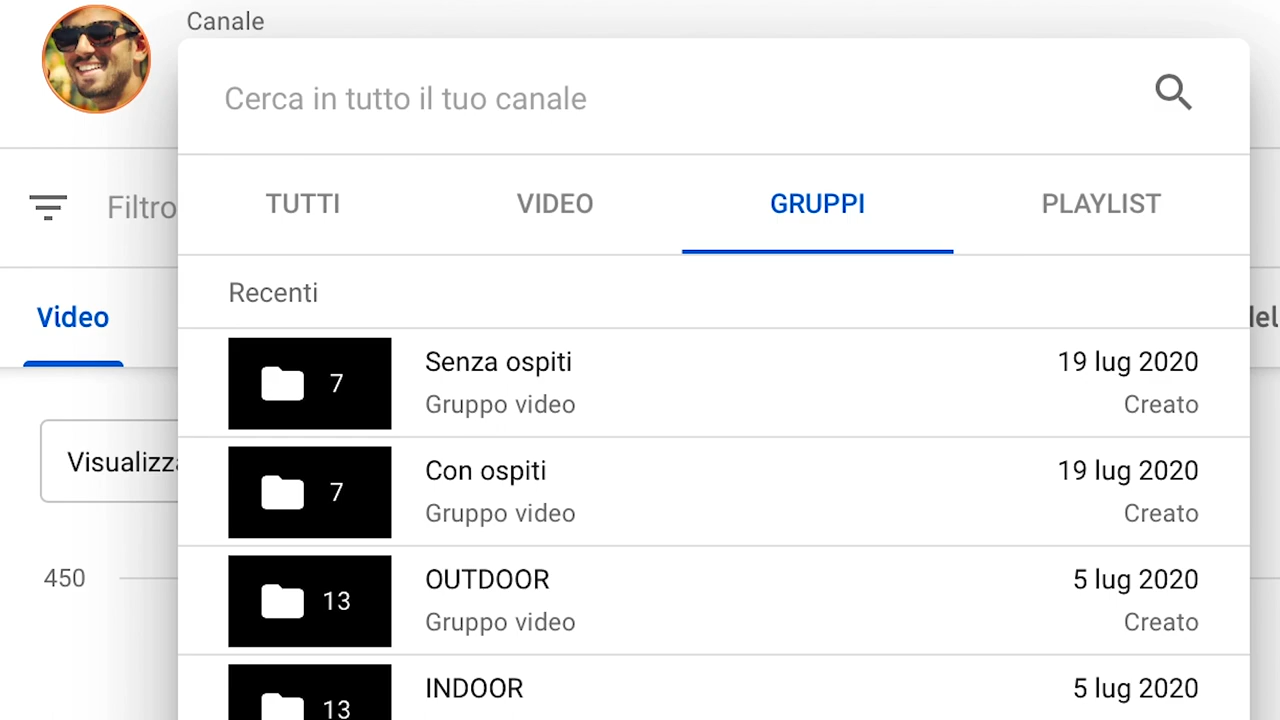 Canale
Cerca in tutto il tuo canale
Filtro
TUTTI
VIDEO
GRUPPI
PLAYLIST
Video
Recenti
7
Senza ospiti
19 lug 2020
Gruppo video
Creato
Visualizza
7
Con ospiti
19 lug 2020
Gruppo video
Creato
450
13
OUTDOOR
5 lug 2020
Gruppo video
Creato
13
INDOOR
5 lug 2020